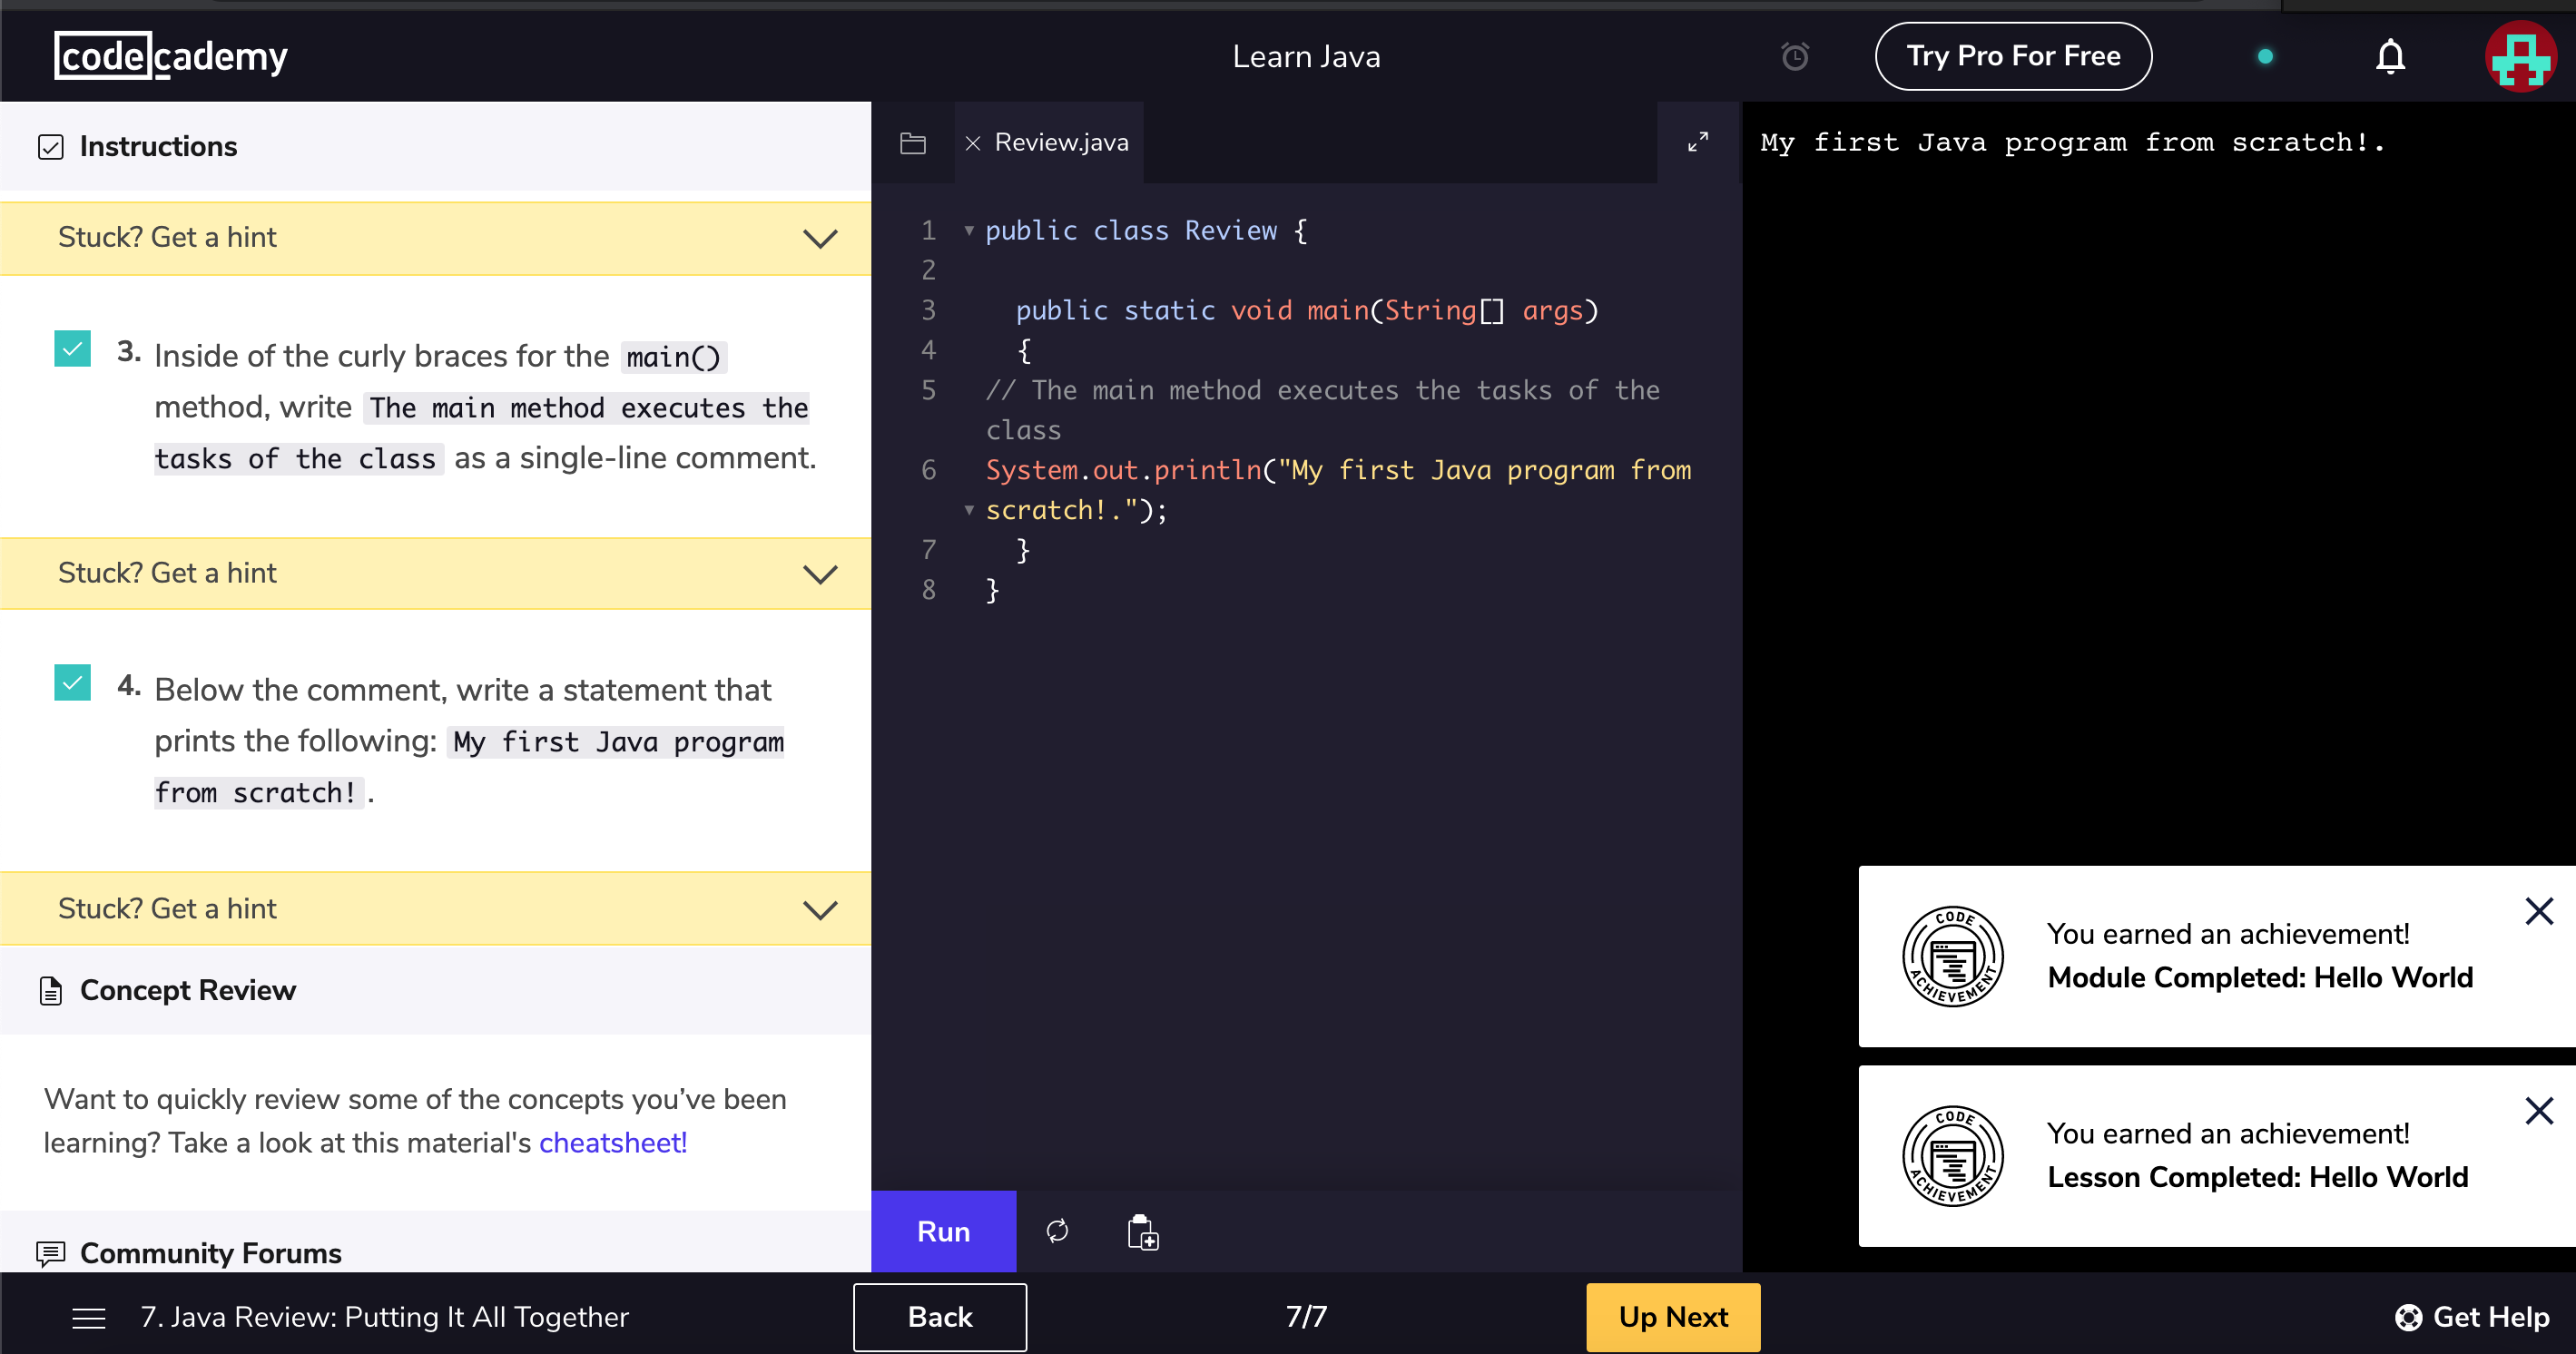 codecademy
Learn Java
Try Pro For Free
Instructions
Stuck? Get a hint
3. Inside of the curly braces for the main()
method, write The main method executes the
tasks of the class as a single-line comment.
Stuck? Get a hint
4. Below the comment, write a statement that
prints the following: My first Java program
from scratch!.
Stuck? Get a hint
Concept Review
Want to quickly review some of the concepts you’ve been
learning? Take a look at this material's cheatsheet!
Community Forums
Review.java
1 public class Review {
2
3 public static void main(String[] args)
4 {
5 // The main method executes the tasks of the
class
6 System.out.println("My first Java program from
scratch!.");
7 }
8 }
Run
My first Java program from scratch!.
CODE ACHIEVEMENT
You earned an achievement!
Module Completed: Hello World
CODE ACHIEVEMENT
You earned an achievement!
Lesson Completed: Hello World
7. Java Review: Putting It All Together
Back
7/7
Up Next
Get Help